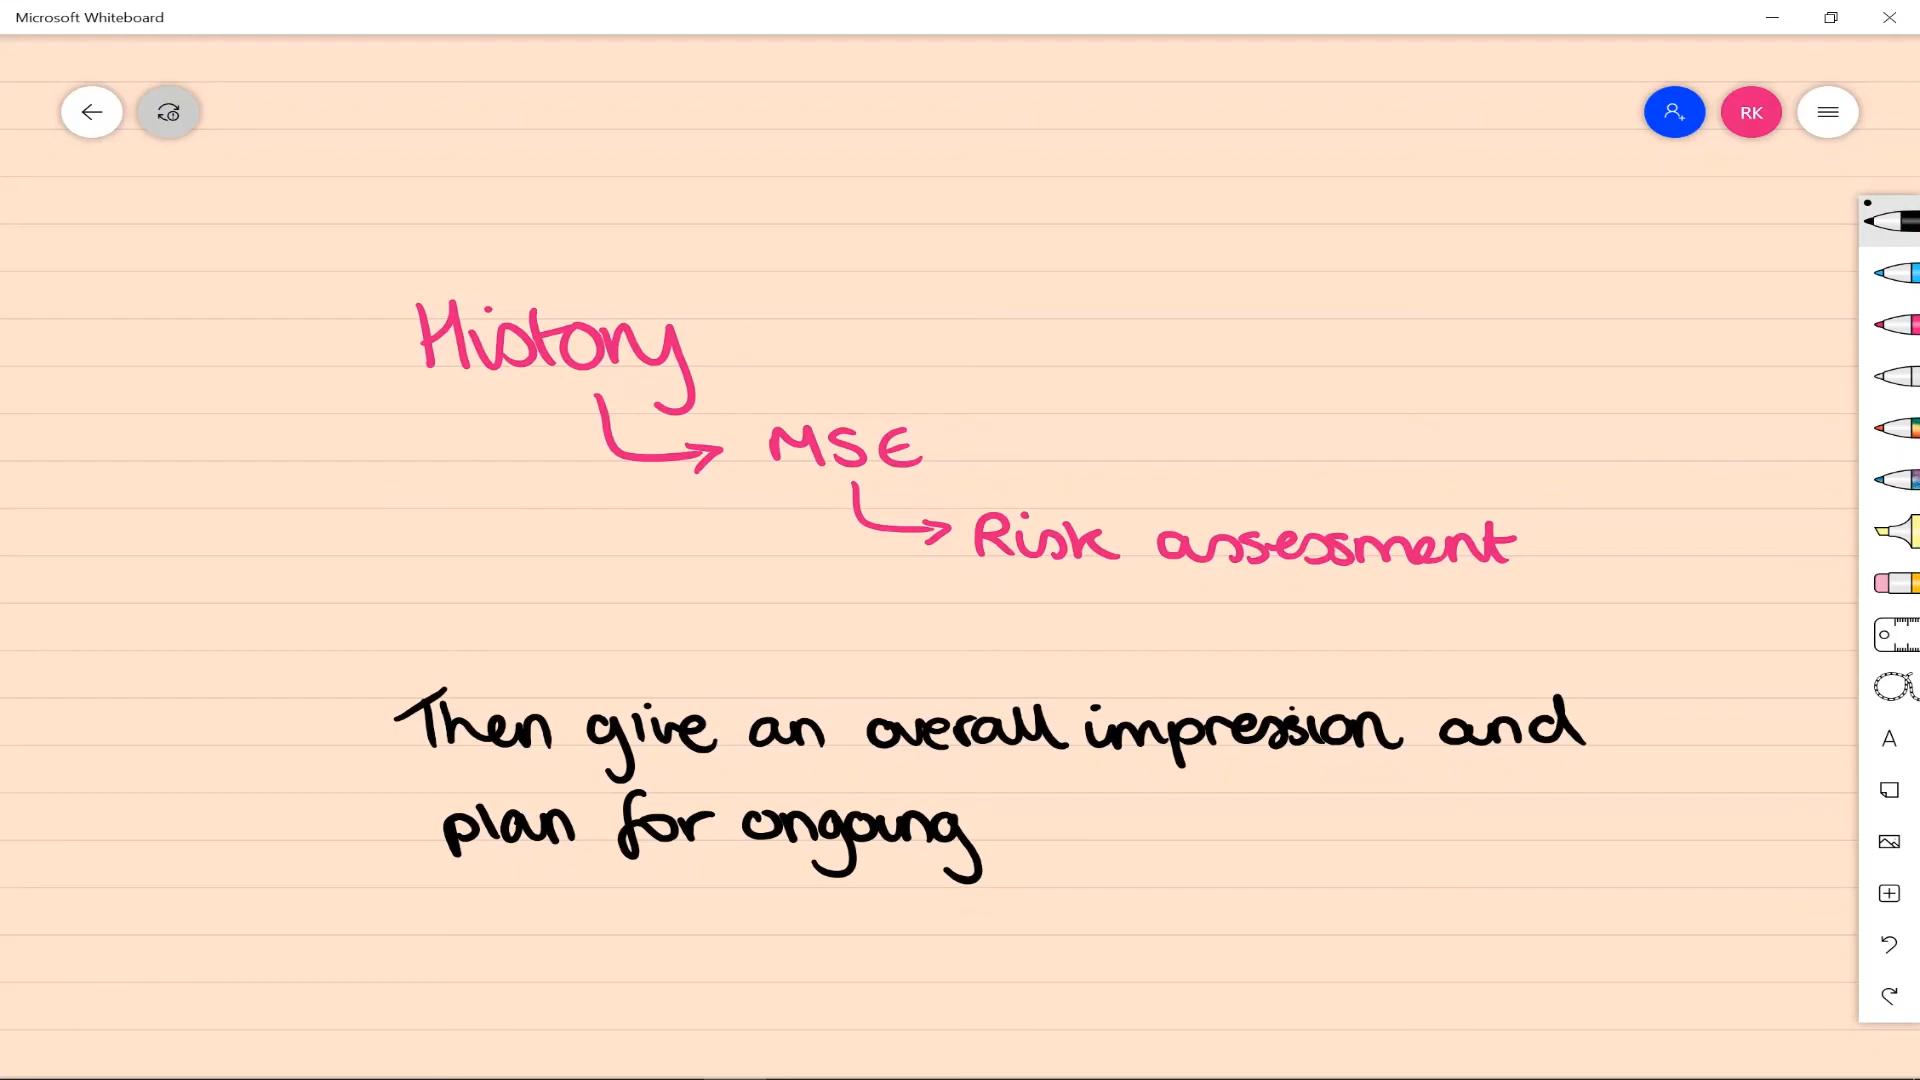 Microsoft Whiteboard
RK
History
MSE
Risk assessment
Then give an overall impression and
plan for ongoing
A